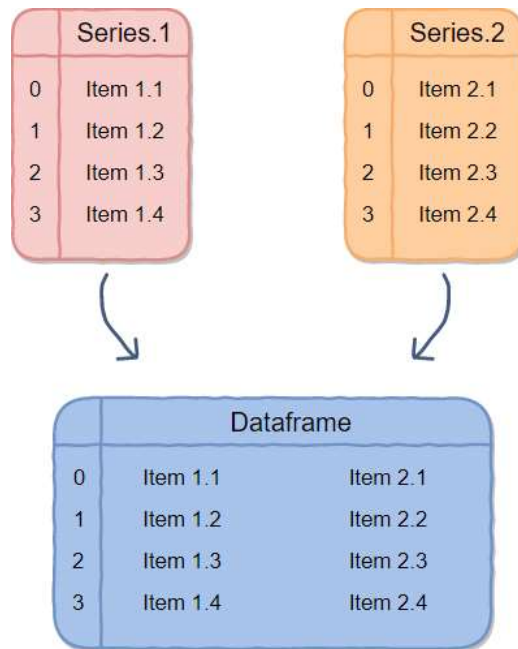 Series.1
0 Item 1.1
1 Item 1.2
2 Item 1.3
3 Item 1.4
Series.2
0 Item 2.1
1 Item 2.2
2 Item 2.3
3 Item 2.4
Dataframe
0 Item 1.1 Item 2.1
1 Item 1.2 Item 2.2
2 Item 1.3 Item 2.3
3 Item 1.4 Item 2.4